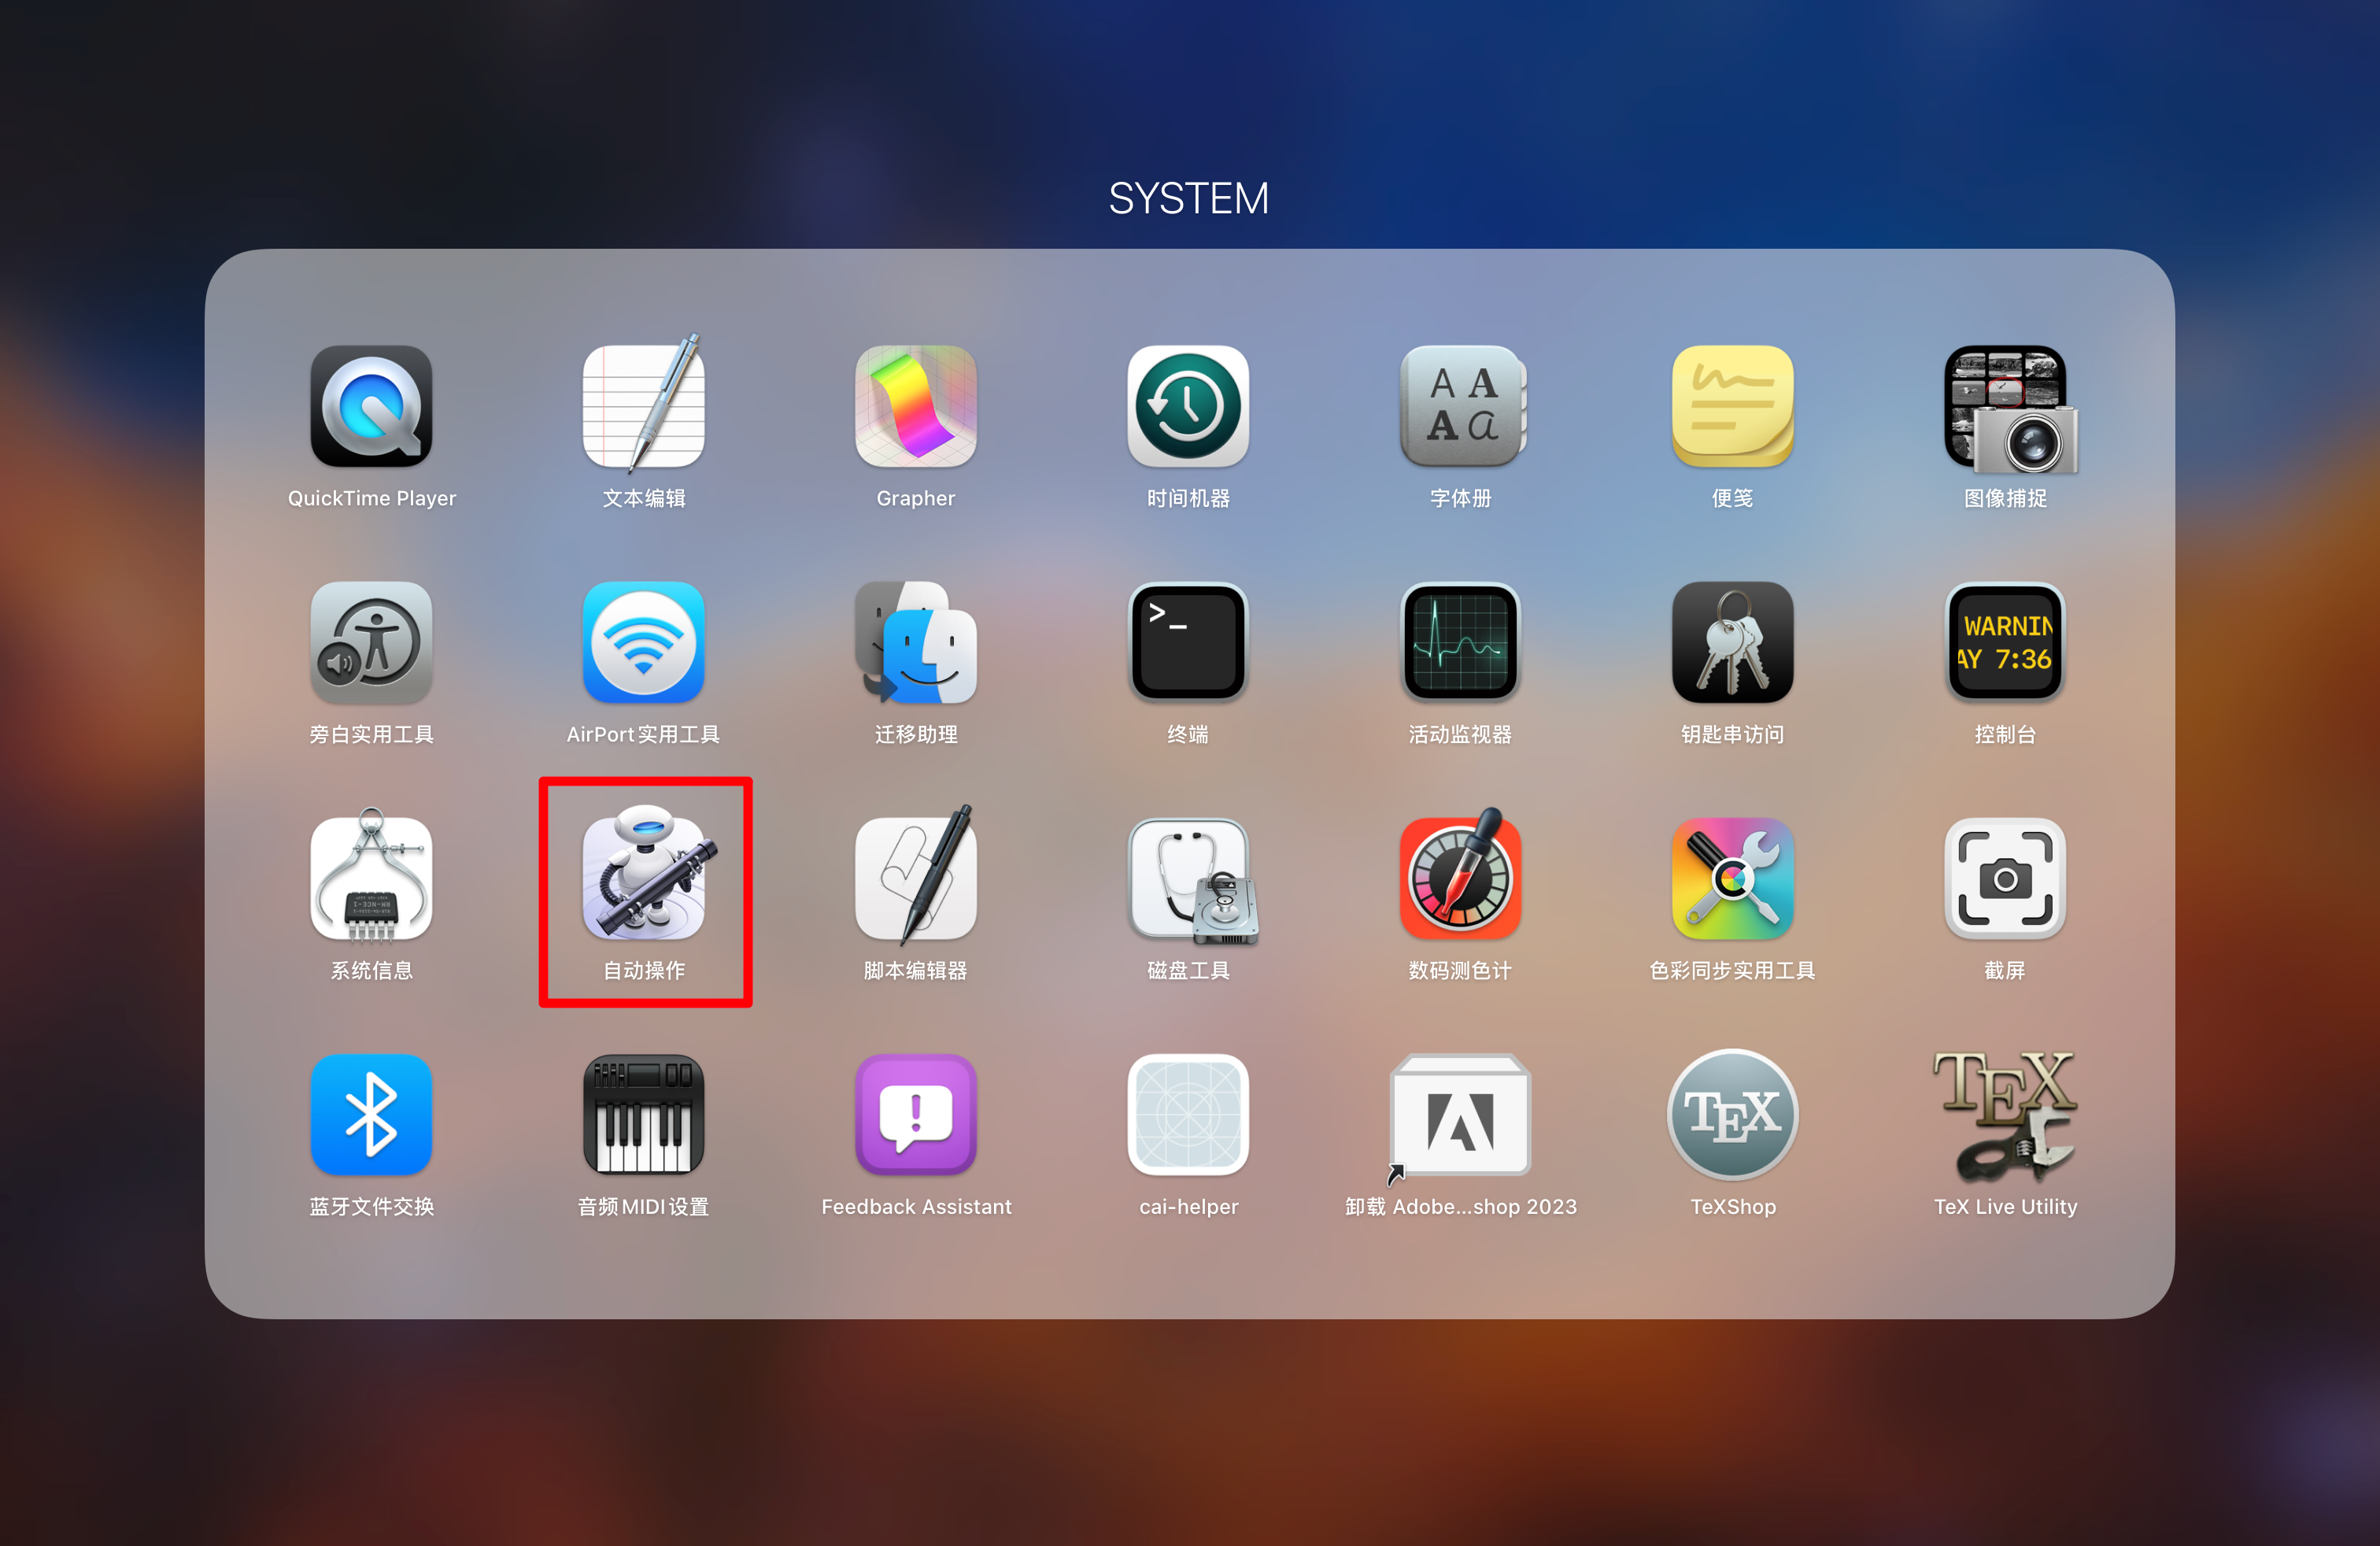 SYSTEM
QuickTime Player
文本编辑
Grapher
时间机器
字体册
便笺
图像捕捉
旁白实用工具
AirPort实用工具
迁移助理
终端
活动监视器
钥匙串访问
WARNIN
AY 7:36
控制台
系统信息
自动操作
脚本编辑器
磁盘工具
数码测色计
色彩同步实用工具
截屏
蓝牙文件交换
音频MIDI设置
Feedback Assistant
cai-helper
卸载 Adobe...shop 2023
TEX
TeXShop
TEX
TeX Live Utility